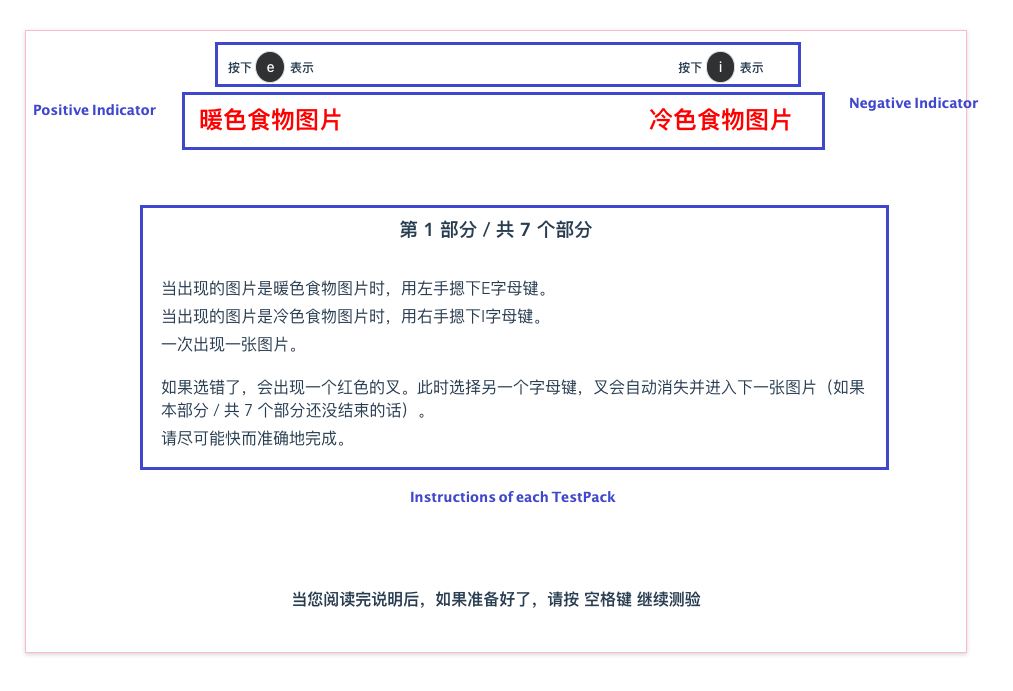 按下 e 表示 按下 i 表示
Positive Indicator 暖色食物图片 冷色食物图片 Negative Indicator
第 1 部分 / 共 7 个部分
当出现的图片是暖色食物图片时，用左手摁下E字母键。
当出现的图片是冷色食物图片时，用右手摁下I字母键。
一次出现一张图片。
如果选错了，会出现一个红色的叉。此时选择另一个字母键，叉会自动消失并进入下一张图片（如果
本部分 / 共 7 个部分还没结束的话）。
请尽可能快而准确地完成。
Instructions of each TestPack
当您阅读完说明后，如果准备好了，请按 空格键 继续测验